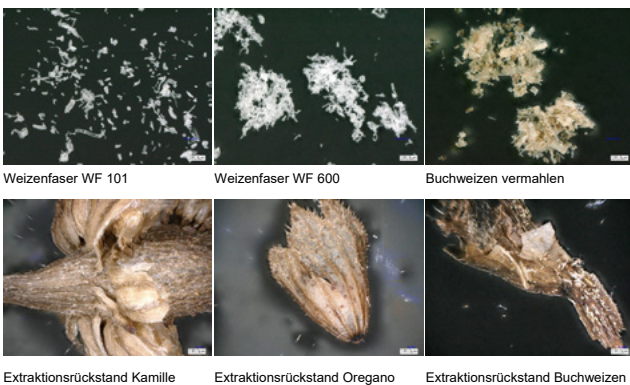 Weizenfaser WF 101
Weizenfaser WF 600
Buchweizen vermahlen
Extraktionsrückstand Kamille
Extraktionsrückstand Oregano
Extraktionsrückstand Buchweizen